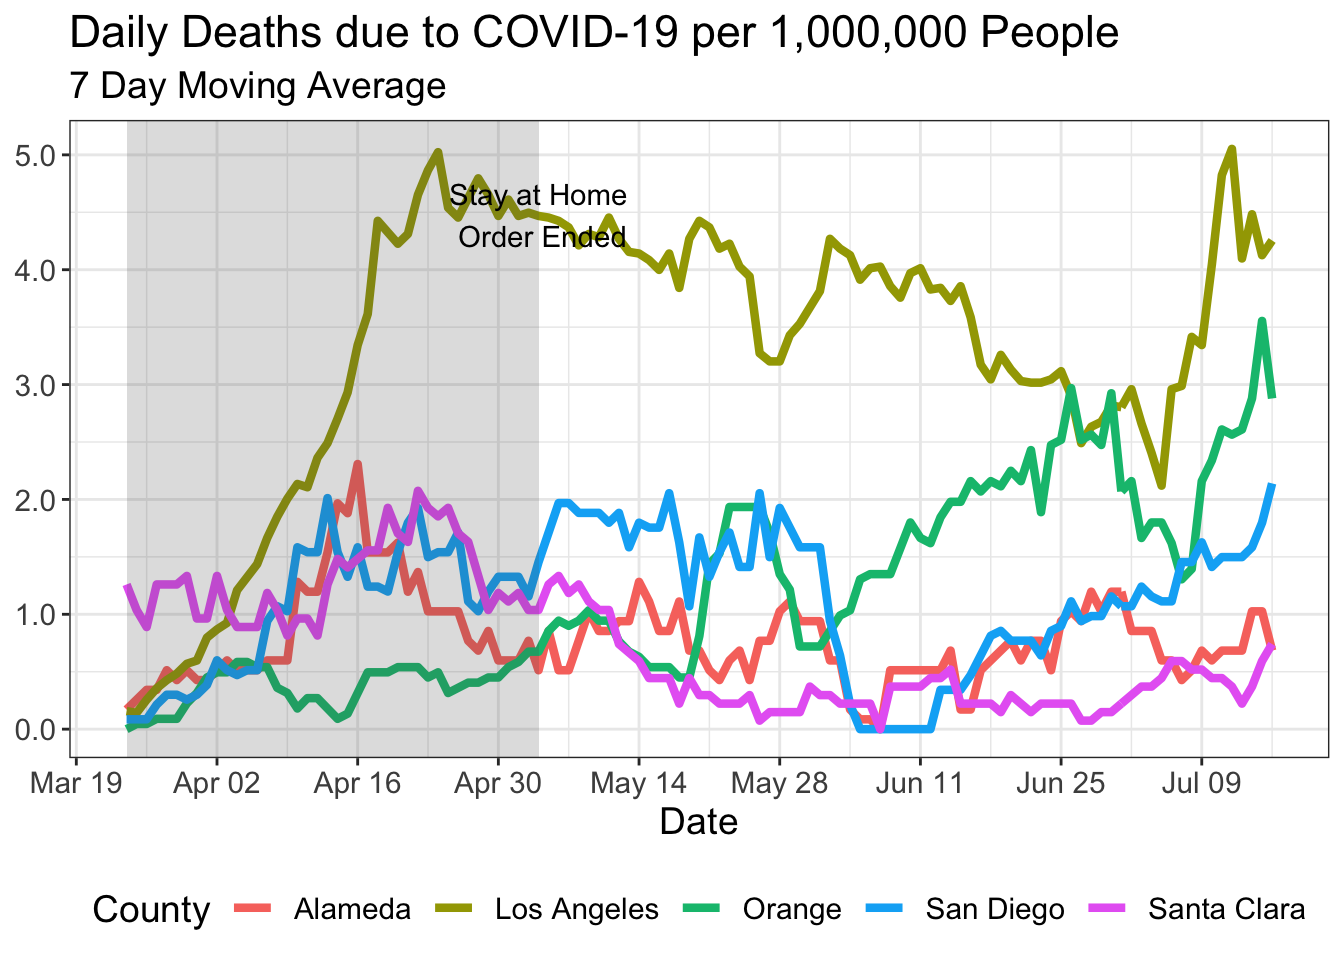 Daily Deaths due to COVID-19 per 1,000,000 People
7 Day Moving Average
5.0
4.0
3.0
2.0
1.0
0.0
Stay at Home
Order Ended
Mar 19 Apr 02 Apr 16 Apr 30 May 14 May 28 Jun 11 Jun 25 Jul 09
Date
County Alameda Los Angeles Orange San Diego Santa Clara